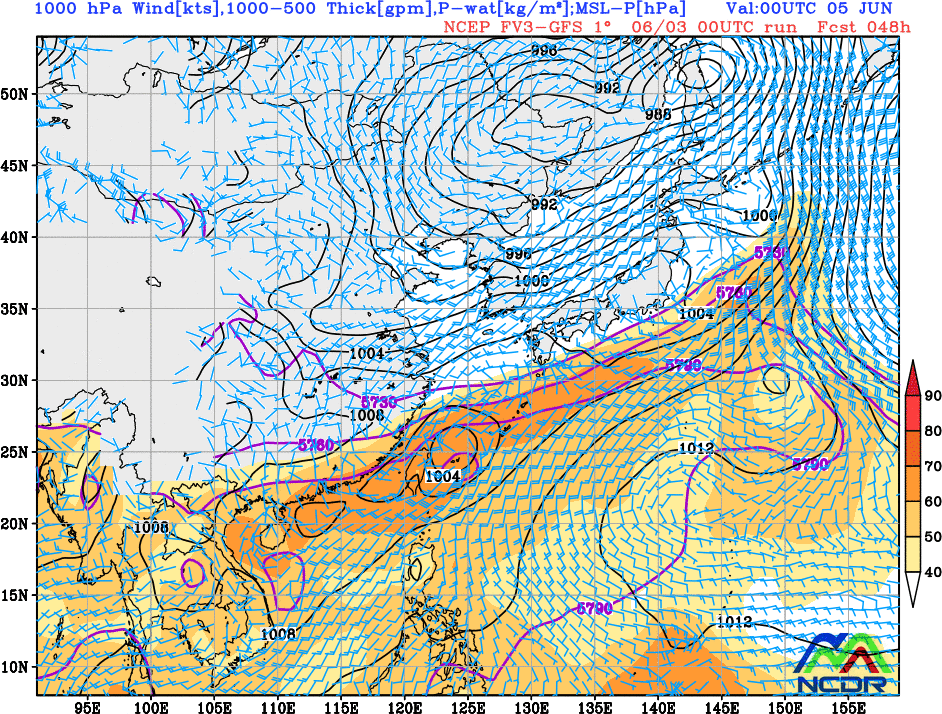 1000 hPa Wind[kts],1000-500 Thick[gpm],P-wat[kg/m²];MSL-P[hPa] Val:00UTC 05 JUN
NCEP FV3-GFS 1° 06/03 00UTC run Fcst 048h
996
992
50N
988
45N
992
1000
40N
996
5730
1000
5760
35N
1004
1004
5790
30N
90
5730
1008
80
5760
1012
25N
5790
70
1004
60
20N
1008
50
40
15N
5790
1012
1008
10N
NCDR
95E 100E 105E 110E 115E 120E 125E 130E 135E 140E 145E 150E 155E